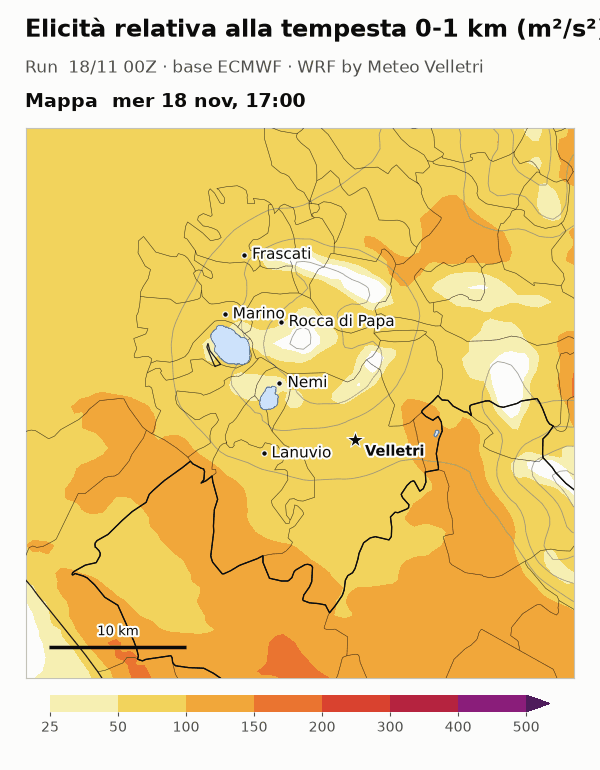 Elicità relativa alla tempesta 0-1 km (m²/s²)
Run 18/11 00Z · base ECMWF · WRF by Meteo Velletri
Mappa mer 18 nov, 17:00
Frascati
Marino
Rocca di Papa
Nemi
Lanuvio
Velletri
10 km
25 50 100 150 200 300 400 500